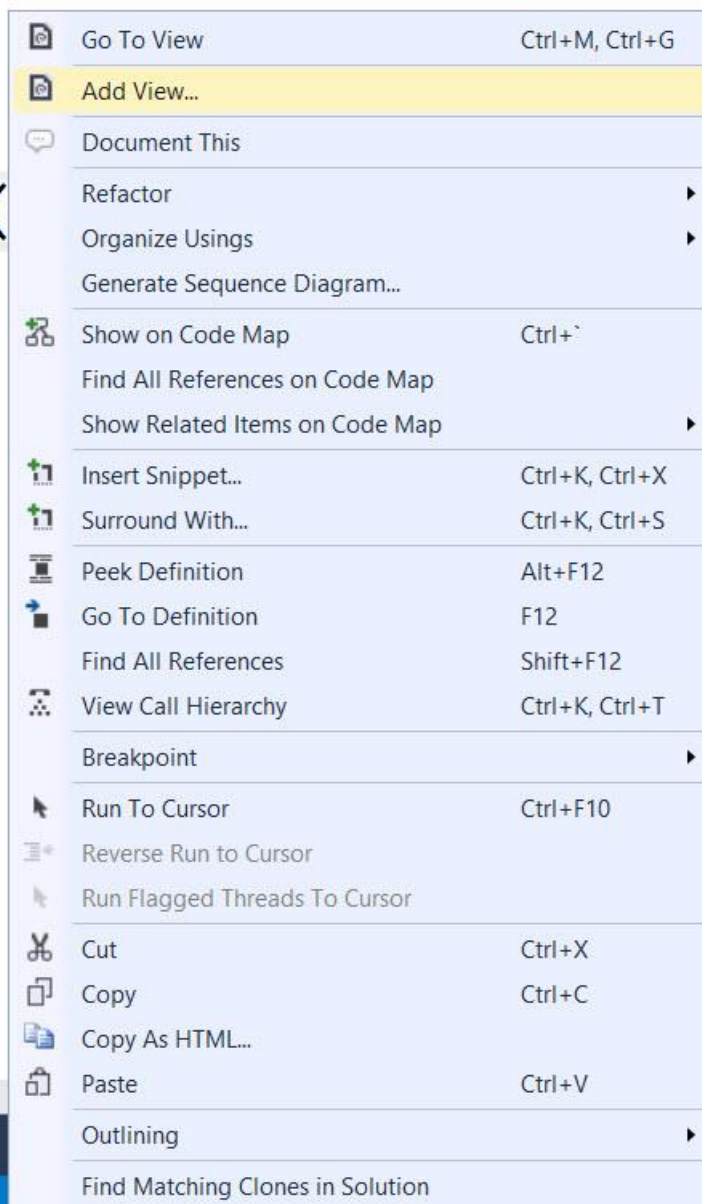 Go To View Ctrl+M, Ctrl+G
Add View...
Document This
Refactor
Organize Usings
Generate Sequence Diagram...
Show on Code Map Ctrl+`
Find All References on Code Map
Show Related Items on Code Map
Insert Snippet... Ctrl+K, Ctrl+X
Surround With... Ctrl+K, Ctrl+S
Peek Definition Alt+F12
Go To Definition F12
Find All References Shift+F12
View Call Hierarchy Ctrl+K, Ctrl+T
Breakpoint
Run To Cursor Ctrl+F10
Reverse Run to Cursor
Run Flagged Threads To Cursor
Cut Ctrl+X
Copy Ctrl+C
Copy As HTML...
Paste Ctrl+V
Outlining
Find Matching Clones in Solution